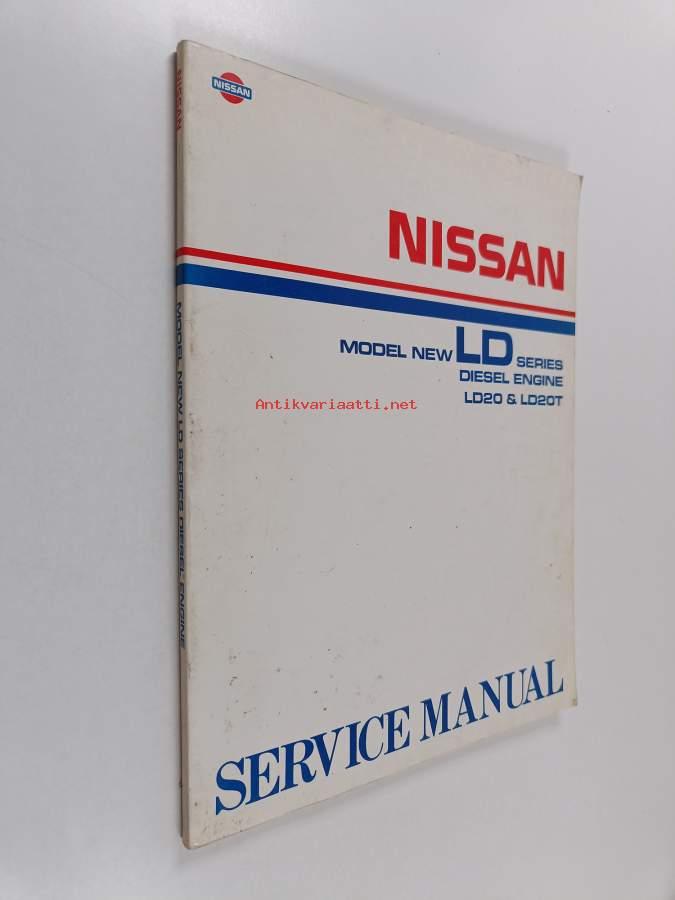 NISSAN
NISSAN
MODEL NEW LD SERIES DIESEL ENGINE
NISSAN
MODEL NEW LD SERIES
DIESEL ENGINE
LD20 & LD20T
Antikvariaatti.net
SERVICE MANUAL